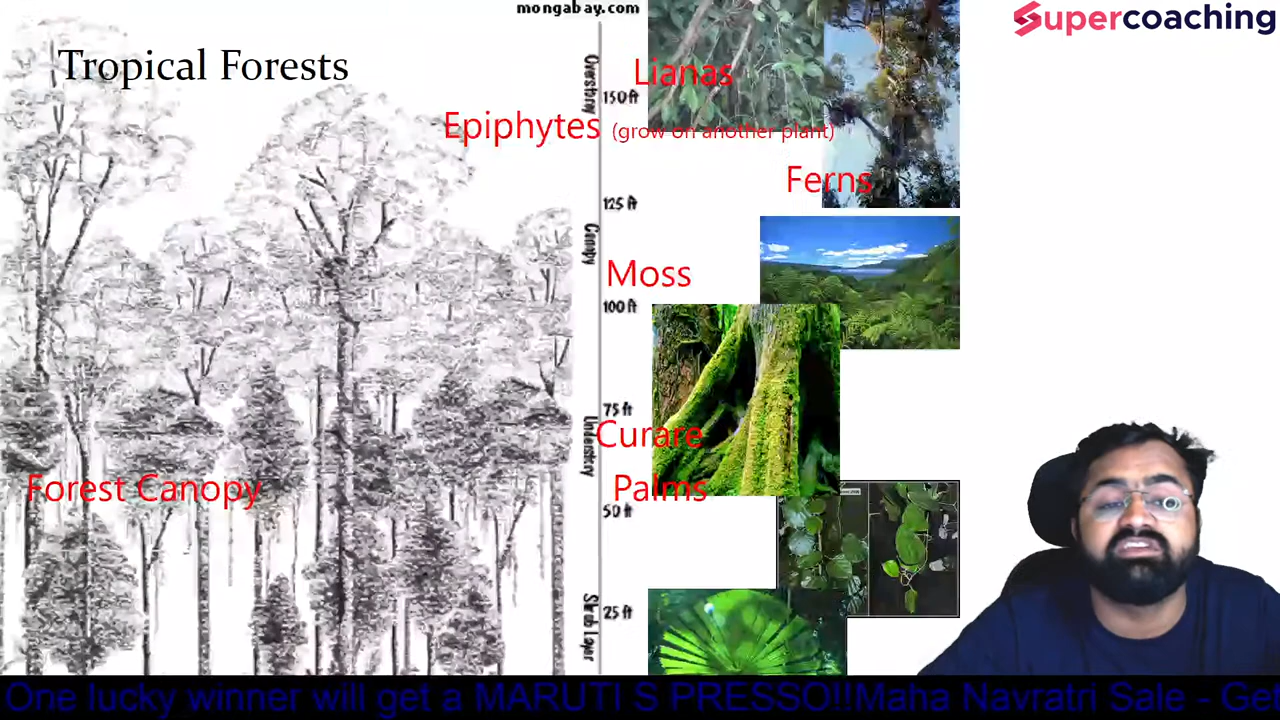 mongabay.com
Supercoaching
Tropical Forests
Overstory
Lianas
150 ft
Epiphytes (grow on another plant)
Ferns
125 ft
Canopy
Moss
100 ft
75 ft
Understory
Curare
Forest Canopy
Palms
50 ft
Shrub Layer
25 ft
One lucky winner will get a MARUTI S PRESSO!!Maha Navratri Sale - Get